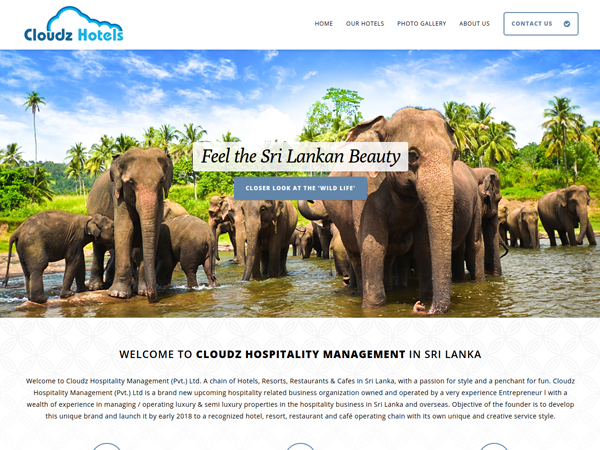 Cloudz Hotels
HOME OUR HOTELS PHOTO GALLERY ABOUT US CONTACT US
Feel the Sri Lankan Beauty
CLOSER LOOK AT THE 'WILD LIFE'
WELCOME TO CLOUDZ HOSPITALITY MANAGEMENT IN SRI LANKA
Welcome to Cloudz Hospitality Management (Pvt.) Ltd. A chain of Hotels, Resorts, Restaurants & Cafes in Sri Lanka, with a passion for style and a penchant for fun. Cloudz
Hospitality Management (Pvt.) Ltd is a brand new upcoming hospitality related business organization owned and operated by a very experience Entrepreneur I with a
wealth of experience in managing / operating luxury & semi luxury properties in the hospitality business in Sri Lanka and overseas. Objective of the founder is to develop
this unique brand and launch it by early 2018 to a recognized hotel, resort, restaurant and café operating chain with its own unique and creative service style.